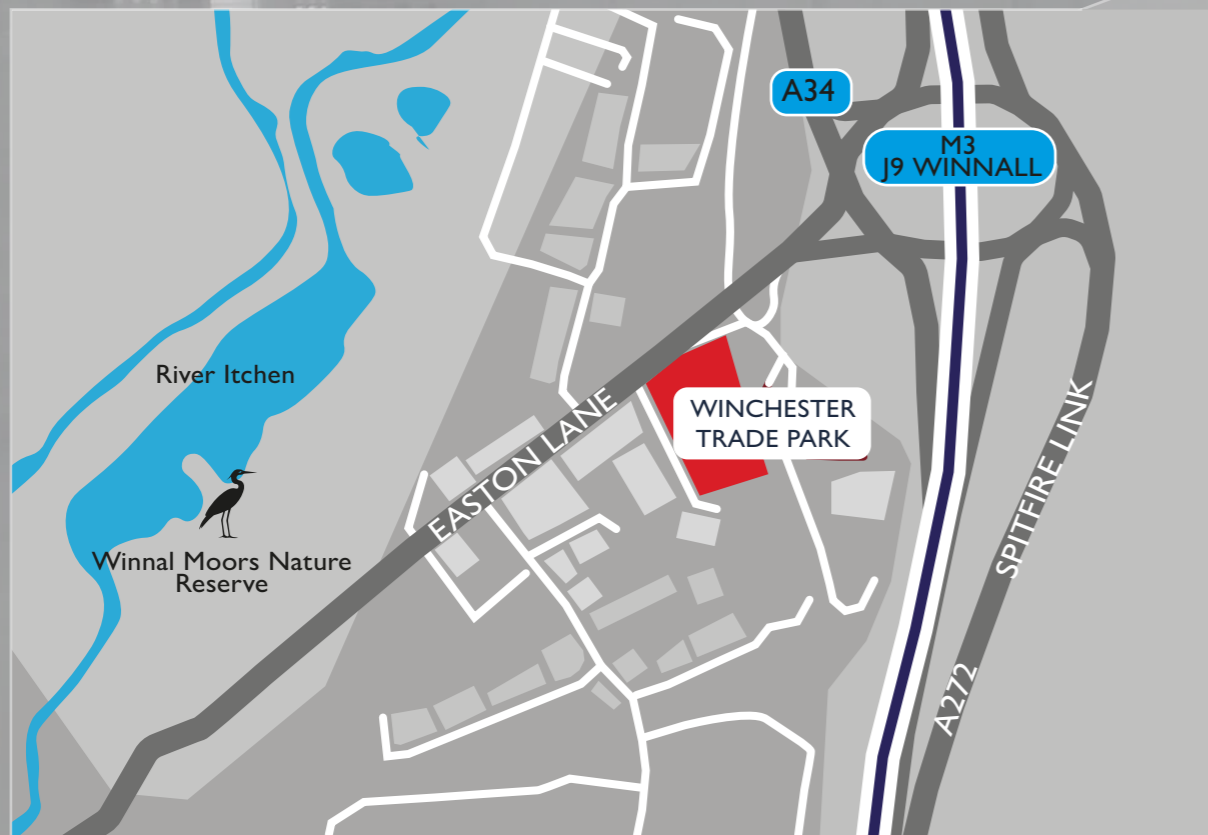 A34
M3
J9 WINNALL
River Itchen
WINCHESTER
TRADE PARK
EASTON LANE
SPITFIRE LINK
Winnal Moors Nature
Reserve
A272